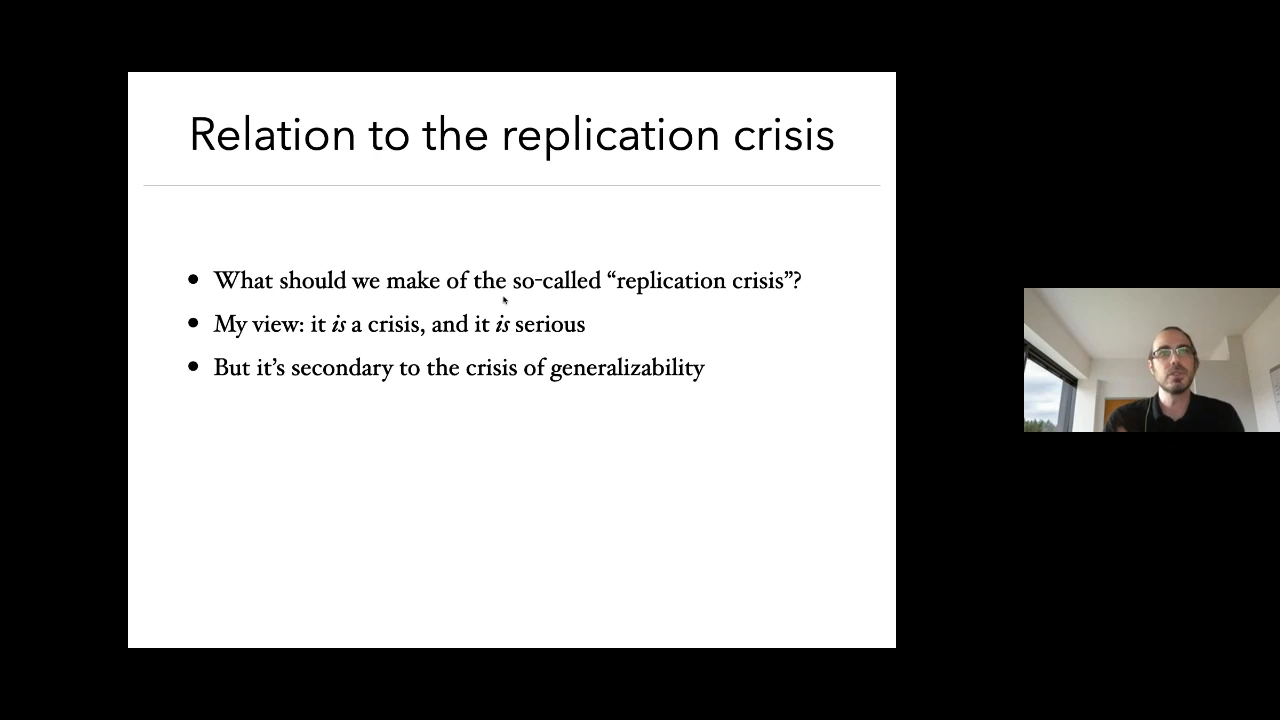 Relation to the replication crisis
• What should we make of the so-called “replication crisis”?
• My view: it is a crisis, and it is serious
• But it’s secondary to the crisis of generalizability